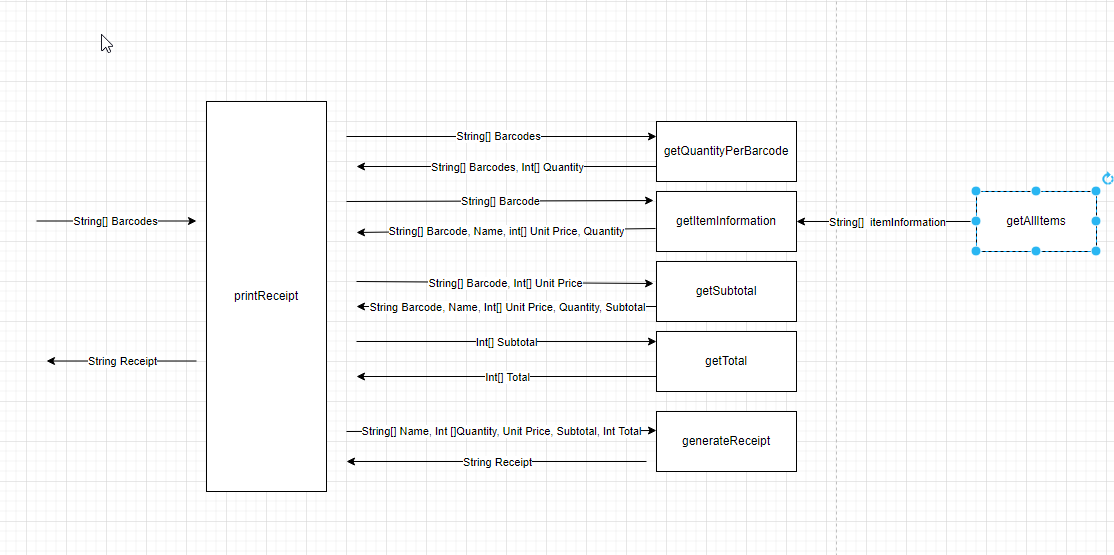 String[] Barcodes
getQuantityPerBarcode
String[] Barcodes, Int[] Quantity
String[] Barcode
String[] Barcodes
getItemInformation
String[]  itemInformation
getAllItems
String[] Barcode, Name, int[] Unit Price, Quantity
String[] Barcode, Int[] Unit Price
getSubtotal
printReceipt
String Barcode, Name, Int[] Unit Price, Quantity, Subtotal
Int[] Subtotal
String Receipt
getTotal
Int[] Total
String[] Name, Int []Quantity, Unit Price, Subtotal, Int Total
generateReceipt
String Receipt